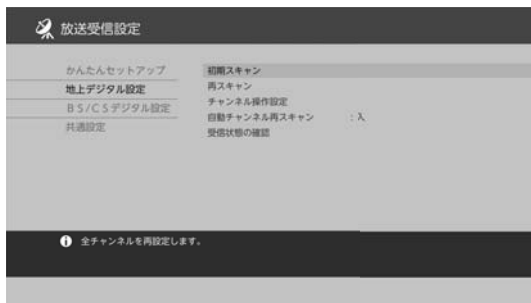 放送受信設定
かんたんセットアップ
地上デジタル設定
BS/CSデジタル設定
共通設定
初期スキャン
再スキャン
チャンネル操作設定
自動チャンネル再スキャン　：入
受信状態の確認
全チャンネルを再設定します。